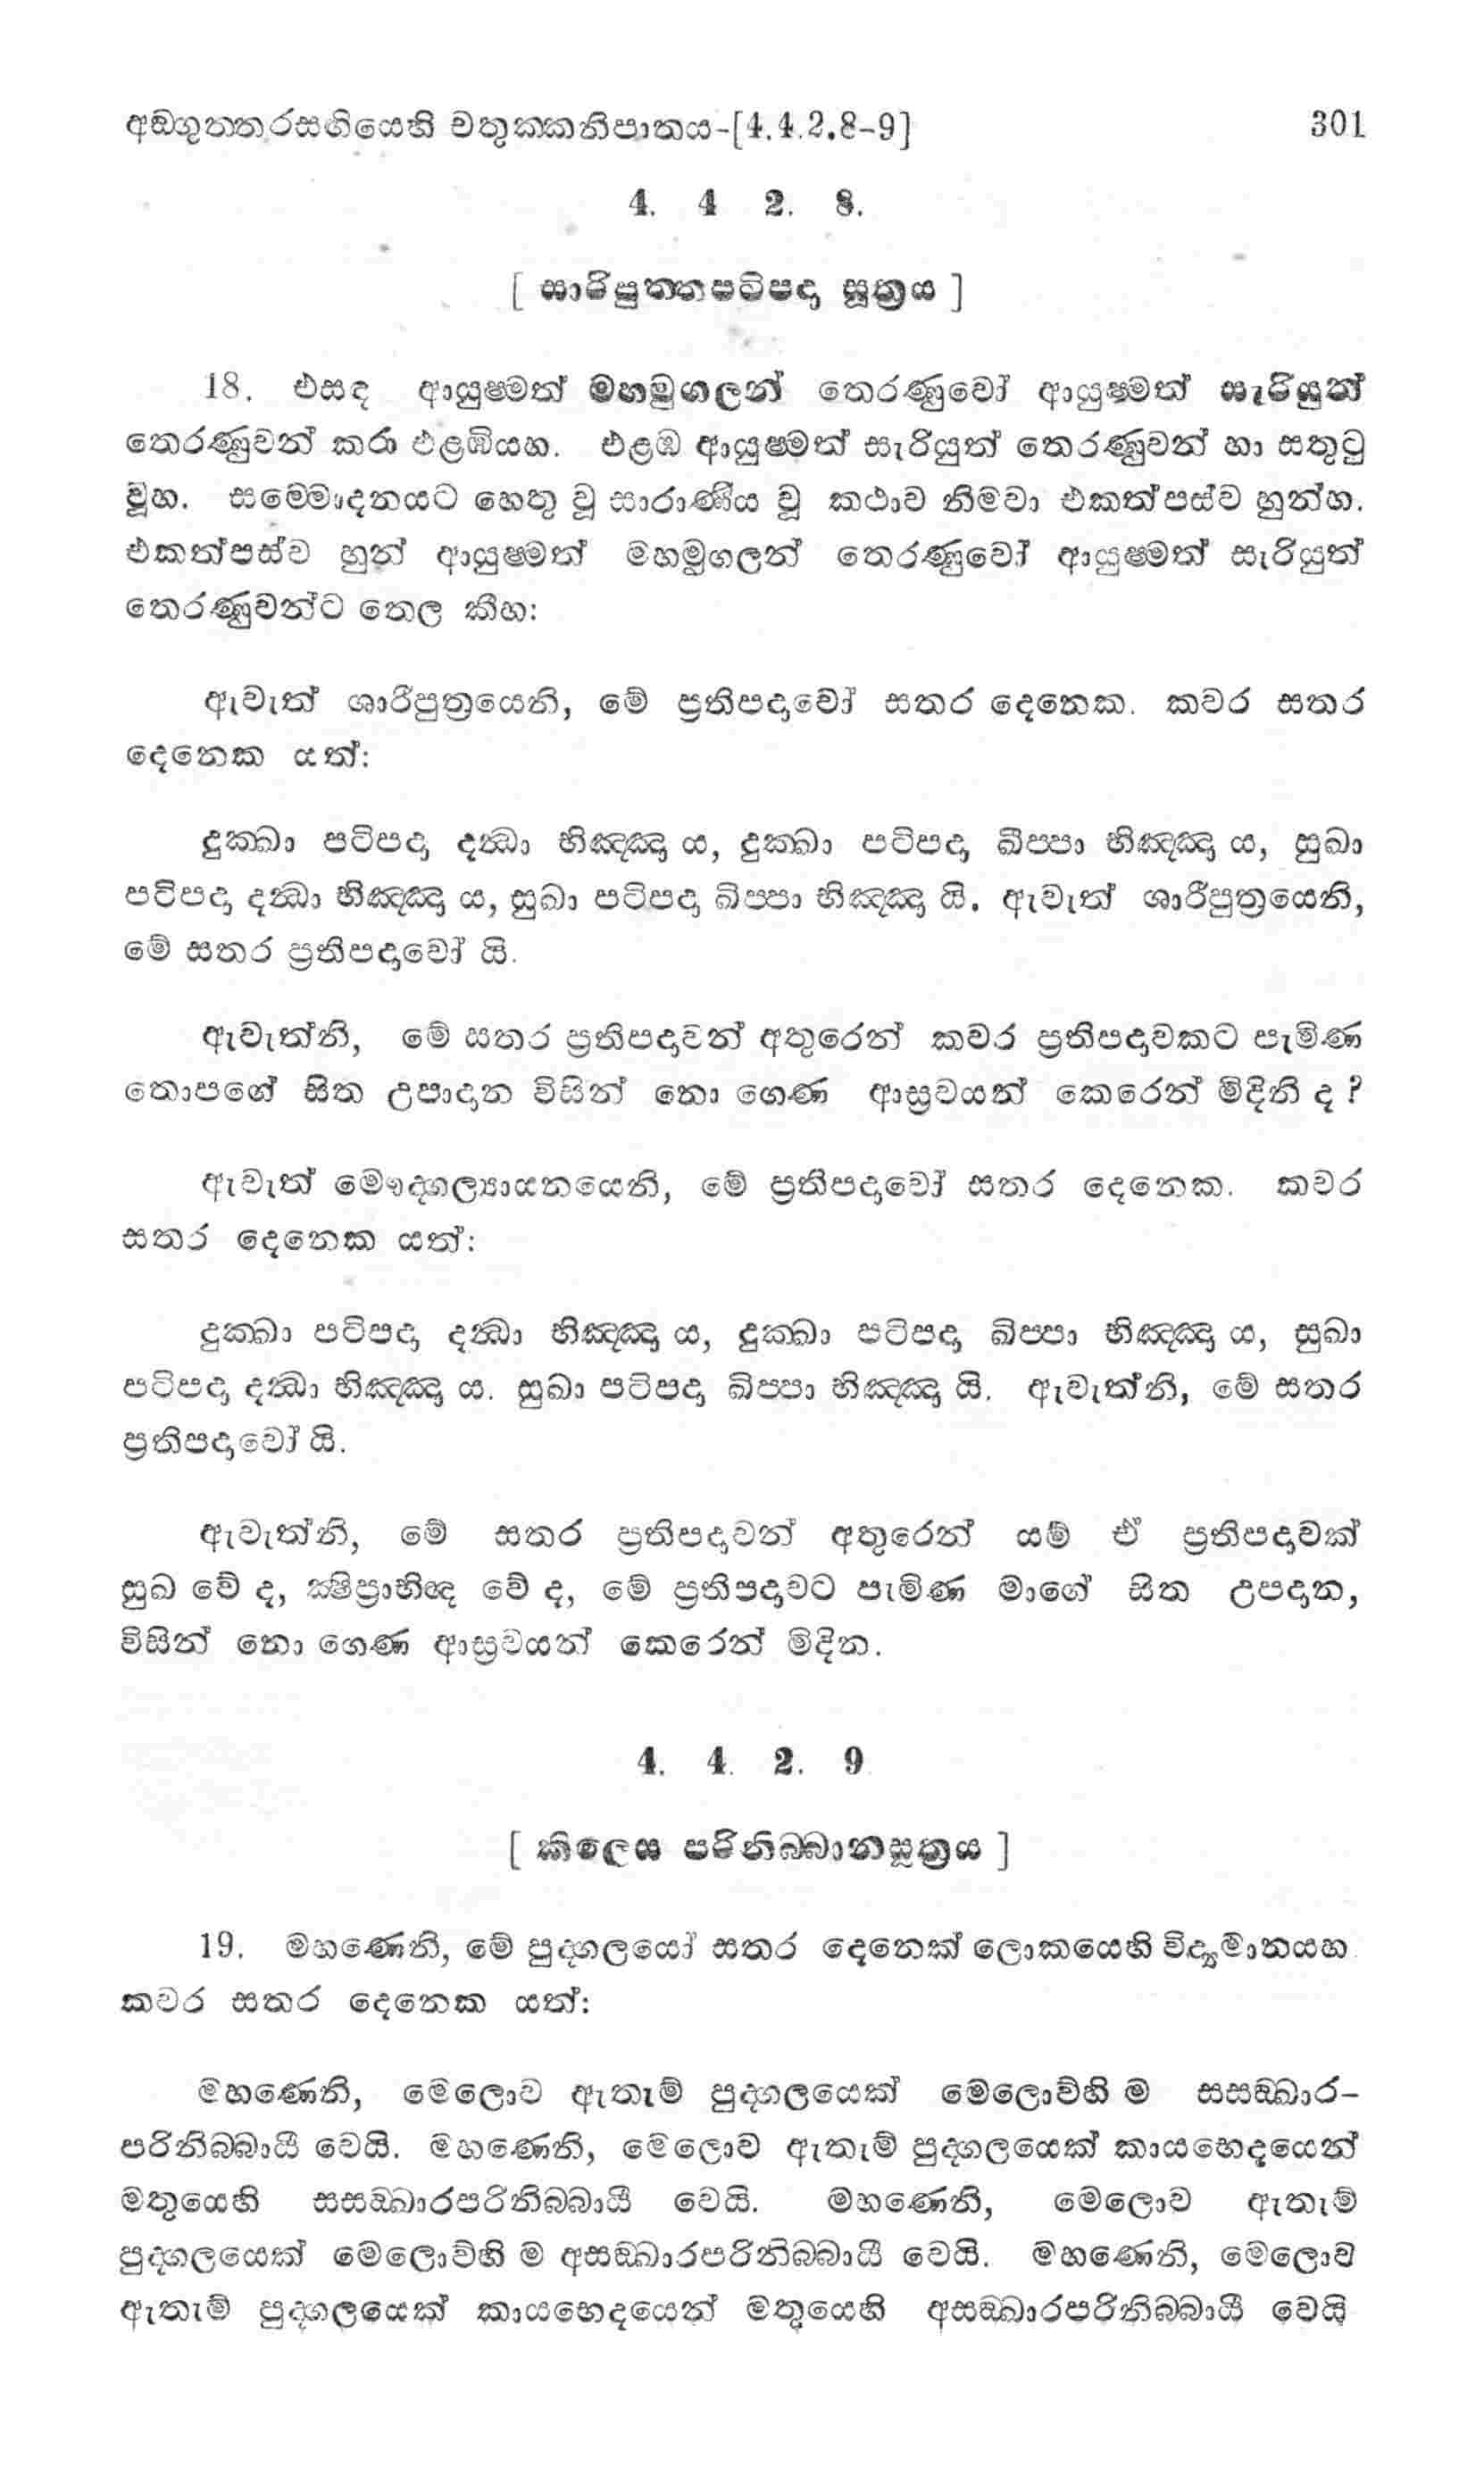 අඞගුත‍්තරසඟියෙහි චතුක‍්කනිපාතය-[4.4.2.8-9] 301
4. 4 2. 8.
[ සාරිපුත‍්තපටිපදා සූත්‍රය ]
18. එසඳ ආයුෂ‍්මත් මහමුගලන් තෙරණුවෝ ආයුෂ‍්මත් සැරියුත්
තෙරණුවන් කරා එළඹියහ. එළඹ ආයුෂ‍්මත් සැරියුත් තෙරණුවන් හා සතුටු
වූහ. සම‍්මොදනයට හෙතු වූ සාරාණීය වූ කථාව නිමවා එකත්පස්ව හුන්හ.
එකත්පස්ව හුන් ආයුෂ‍්මත් මහමුගලන් තෙරණුවෝ ආයුෂ‍්මත් සැරියුත්
තෙරණුවන්ට තෙල කීහ:
ඇවැත් ශාරීපුත්‍රයෙනි, මේ ප්‍රතිපදාවෝ සතර දෙනෙක. කවර සතර
දෙනෙක යත්:
දුක‍්ඛා පටිපදා දන්‍ධා භිඤ‍්ඤා ය, දුක‍්ඛා පටිපදා ඛීප‍්පා භිඤ‍්ඤා ය, සුඛා
පටිපදා දන්‍ධා භිඤ‍්ඤා ය, සුඛා පටිපදා ඛිප‍්පා භිඤ‍්ඤා යි. ඇවැත් ශාරීපුත්‍රයෙනි,
මේ සතර ප්‍රතිපදාවෝ යි.
ඇවැත්නි, මේ සතර ප්‍රතිපදාවන් අතුරෙන් කවර ප්‍රතිපදාවකට පැමිණ
තොපගේ සිත උපාදාන විසින් නො ගෙණ ආස්‍රවයන් කෙරෙන් මිදිනි ද ?
ඇවැත් මෞද‍්ගල්‍යායනයෙනි, මේ ප්‍රතිපදාවෝ සතර දෙනෙක. කවර
සතර දෙනෙක යත්:
දුක‍්ඛා පටිපදා දන්‍ධා භිඤ‍්ඤා ය, දුක‍්ඛා පටිපදා ඛිප‍්පා භිඤ‍්ඤා ය, සුඛා
පටිපදා දන්‍ධා භිඤ‍්ඤා ය. සුඛා පටිපදා ඛිප‍්පා භිඤ‍්ඤා යි. ඇවැත්නි, මේ සතර
ප්‍රතිපදාවෝ යි.
ඇවැත්නි, මේ සතර ප්‍රතිපදාවන් අතුරෙන් යම් ඒ ප්‍රතිපදාවක්
සුඛ වේ ද, ක්‍ෂිප්‍රාභිඥ වේ ද, මේ ප්‍රතිපදාවට පැමිණ මාගේ සිත උපදාන,
විසින් නො ගෙණ ආස්‍රවයන් කෙරෙන් මිදින.
4. 4. 2. 9
[ කිලෙස පරිනිබ‍්බානසූත්‍රය ]
19. මහණෙනි, මේ පුද‍්ගලයෝ සතර දෙනෙක් ලොකයෙහි විද්‍යමානයහ
කවර සතර දෙනෙක යත්:
මහණෙනි, මෙලොව ඇතැම් පුද‍්ගලයෙක් මෙලොව්හි ම සසඞ‍්ඛාර-
පරිනිබ‍්බායී වෙයි. මහණෙනි, මෙලොව ඇතැම් පුද‍්ගලයෙක් කායභෙදයෙන්
මතුයෙහි සසඞ‍්ඛාරපරිනිබ‍්බායී වෙයි. මහණෙනි, මෙලොව ඇතැම්
පුද‍්ගලයෙක් මෙලොව්හි ම අසඞ‍්ඛාරපරිනිබ‍්බායී වෙයි. මහණෙනි, මෙලොව
ඇතැම් පුද‍්ගලයෙක් කායභෙදයෙන් මතුයෙහි අසඞ‍්ඛාරපරිනිබ‍්බායී වෙයි